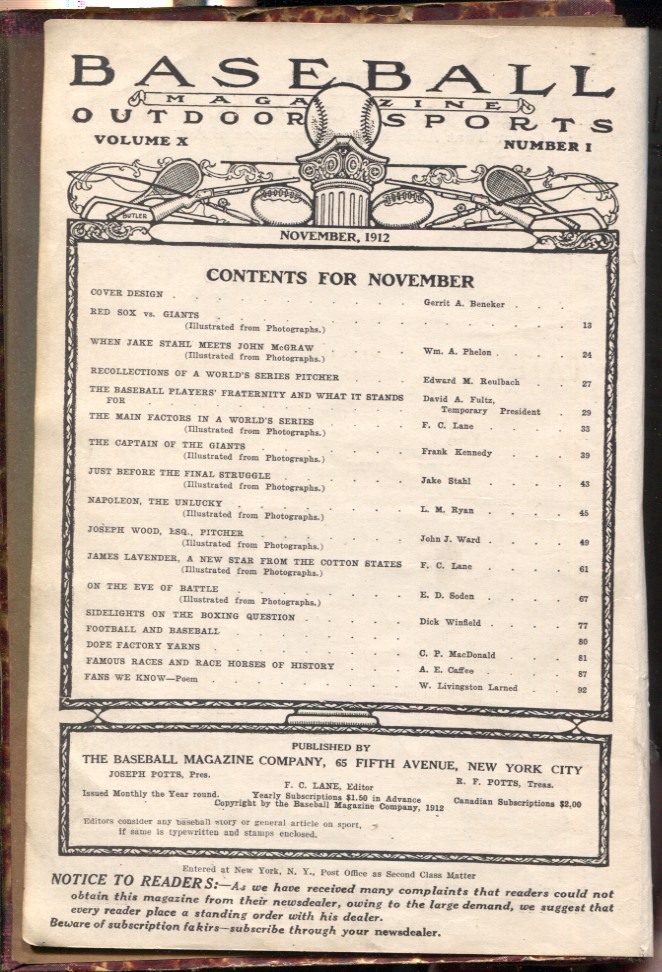 BASEBALL
MAGAZINE
OUTDOOR SPORTS
VOLUME X NUMBER I
BUTLER
NOVEMBER, 1912
CONTENTS FOR NOVEMBER
COVER DESIGN . . . . . . . Gerrit A. Beneker .
RED SOX vs. GIANTS . . . . . . . . . . 13
(Illustrated from Photographs.)
WHEN JAKE STAHL MEETS JOHN McGRAW . . . Wm. A. Phelon . . . 24
(Illustrated from Photographs.)
RECOLLECTIONS OF A WORLD'S SERIES PITCHER . . Edward M. Reulbach . . 27
THE BASEBALL PLAYERS' FRATERNITY AND WHAT IT STANDS
FOR . . . . . . . . David A. Fultz,
Temporary President . 29
THE MAIN FACTORS IN A WORLD'S SERIES . . . F. C. Lane . . . 33
(Illustrated from Photographs.)
THE CAPTAIN OF THE GIANTS . . . . Frank Kennedy . . . 39
(Illustrated from Photographs.)
JUST BEFORE THE FINAL STRUGGLE . . . . Jake Stahl . . . 43
(Illustrated from Photographs.)
NAPOLEON, THE UNLUCKY . . . . . L. M. Ryan . . . 45
(Illustrated from Photographs.)
JOSEPH WOOD, ESQ., PITCHER . . . . . John J. Ward . . . 49
(Illustrated from Photographs.)
JAMES LAVENDER, A NEW STAR FROM THE COTTON STATES F. C. Lane . . . 61
(Illustrated from Photographs.)
ON THE EVE OF BATTLE . . . . . E. D. Soden . . . 67
(Illustrated from Photographs.)
SIDELIGHTS ON THE BOXING QUESTION . . . Dick Winfield . . . 77
FOOTBALL AND BASEBALL . . . . . . . . 80
DOPE FACTORY YARNS . . . . . C. P. MacDonald . . 81
FAMOUS RACES AND RACE HORSES OF HISTORY . . A. E. Caffee . . . 87
FANS WE KNOW—Poem . . . . . W. Livingston Larned . 92
PUBLISHED BY
THE BASEBALL MAGAZINE COMPANY, 65 FIFTH AVENUE, NEW YORK CITY
JOSEPH POTTS, Pres. F. C. LANE, Editor R. F. POTTS, Treas.
Issued Monthly the Year round. Yearly Subscriptions $1.50 in Advance Canadian Subscriptions $2.00
Copyright by the Baseball Magazine Company, 1912
Editors consider any baseball story or general article on sport,
if same is typewritten and stamps enclosed.
Entered at New York, N. Y., Post Office as Second Class Matter
NOTICE TO READERS:—As we have received many complaints that readers could not
obtain this magazine from their newsdealer, owing to the large demand, we suggest that
every reader place a standing order with his dealer.
Beware of subscription fakirs—subscribe through your newsdealer.